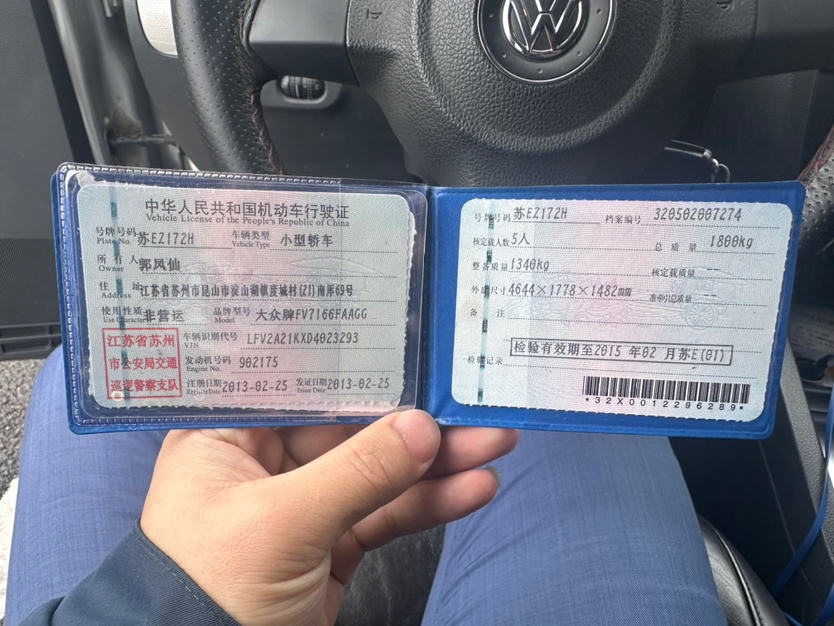 中华人民共和国机动车行驶证
Vehicle License of the People's Republic of China
号牌号码 苏EZ172H 车辆类型 小型轿车
Plate No. Vehicle Type
所有人 郭凤仙
Owner
住址 江苏省苏州市昆山市淀山湖镇度城村(21)南库69号
Address
使用性质 非营运 品牌型号 大众牌FV7166FAAGG
Use Character Model
江苏省苏州
市公安局交通
巡逻警察支队
车辆识别代号 LFV2A21KXD4023293
VIN
发动机号码 902175
Engine No.
注册日期 2013-02-25 发证日期 2013-02-25
Register Date Issue Date
号牌号码 苏EZ172H 档案编号 320502007274
核定载人数 5人 总质量 1800kg
整备质量 1340kg 核定载质量 --
外廓尺寸 4644×1778×1482mm 准牵引总质量 --
备注
检验记录 检验有效期至2015年02月苏E(01)
*32X0012296289*